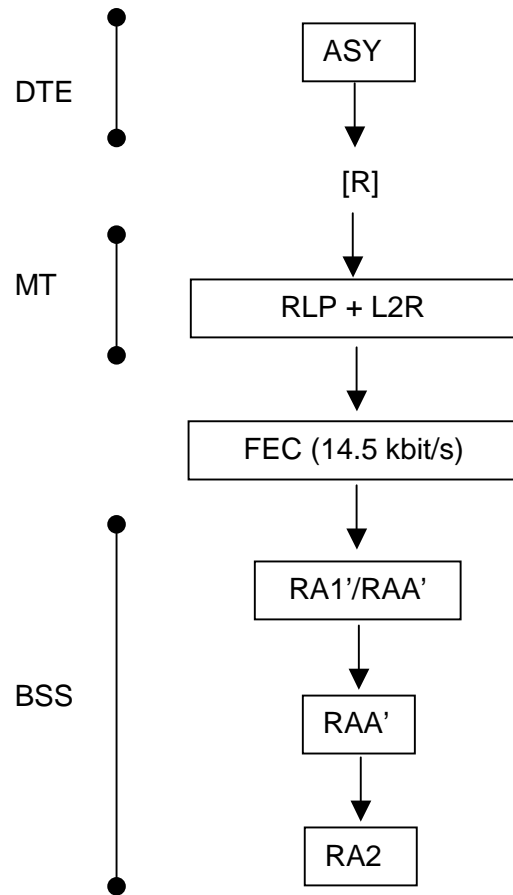 ASY
DTE
[R]
MT
RLP + L2R
FEC (14.5 kbit/s)
RA1’/RAA’
BSS
RAA’
RA2